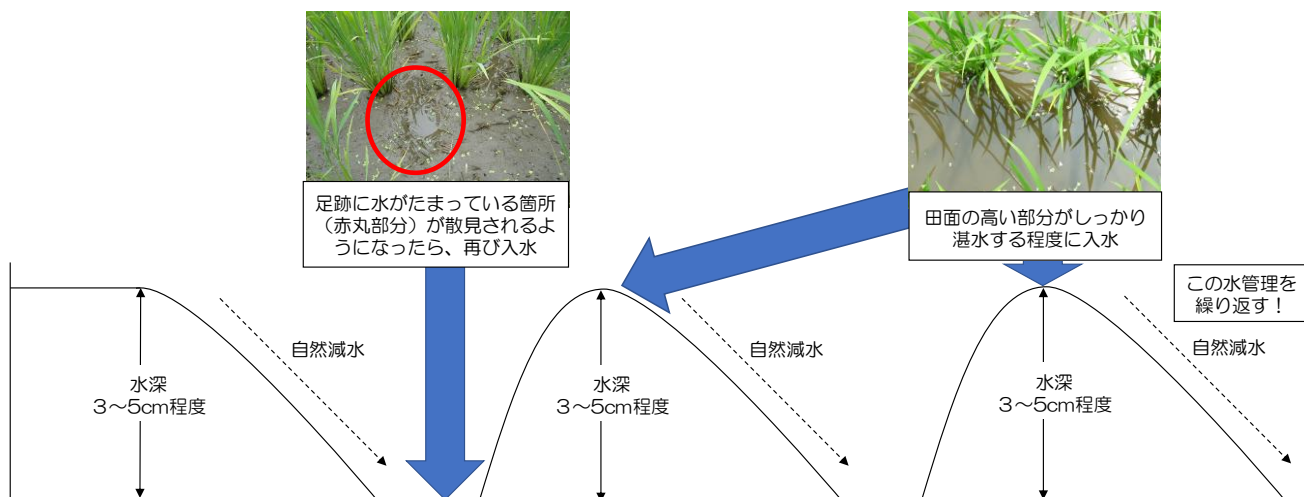 足跡に水がたまっている箇所
（赤丸部分）が散見されるよ
うになったら、再び入水
田面の高い部分がしっかり
湛水する程度に入水
この水管理を
繰り返す！
自然減水
自然減水
自然減水
水深
３～５cm程度
水深
３～５cm程度
水深
３～５cm程度